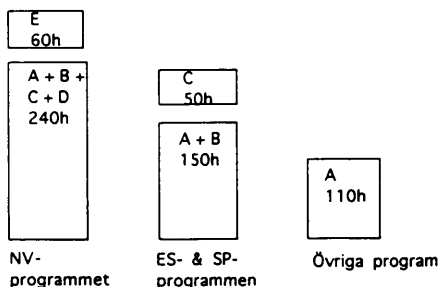 E
60h
A + B +
C + D
240h
NV-
programmet
C
50h
A + B
150h
ES- & SP-
programmen
A
110h
Övriga program